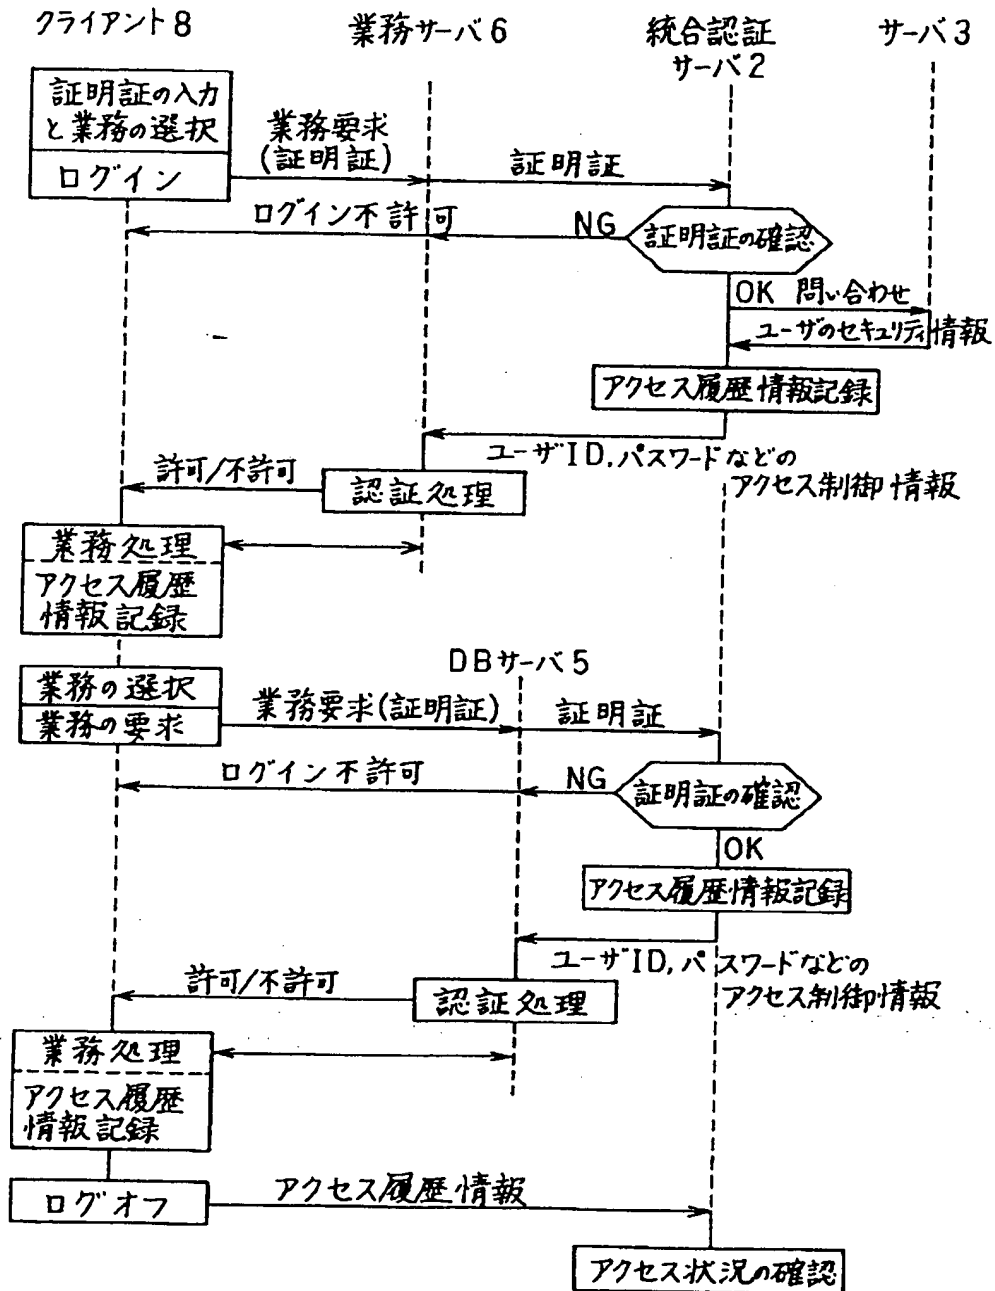 クライアント8
業務サーバ6
統合認証
サーバ2
サーバ3
証明証の入力
と業務の選択
ログイン
業務要求
(証明証)
証明証
ログイン不許可
NG
証明証の確認
OK 問い合わせ
ユーザのセキュリティ情報
アクセス履歴情報記録
ユーザID,パスワードなどの
アクセス制御情報
許可/不許可
認証処理
業務処理
アクセス履歴
情報記録
DBサーバ5
業務の選択
業務の要求
業務要求(証明証)
証明証
ログイン不許可
NG
証明証の確認
OK
アクセス履歴情報記録
ユーザID,パスワードなどの
アクセス制御情報
許可/不許可
認証処理
業務処理
アクセス履歴
情報記録
ログオフ
アクセス履歴情報
アクセス状況の確認